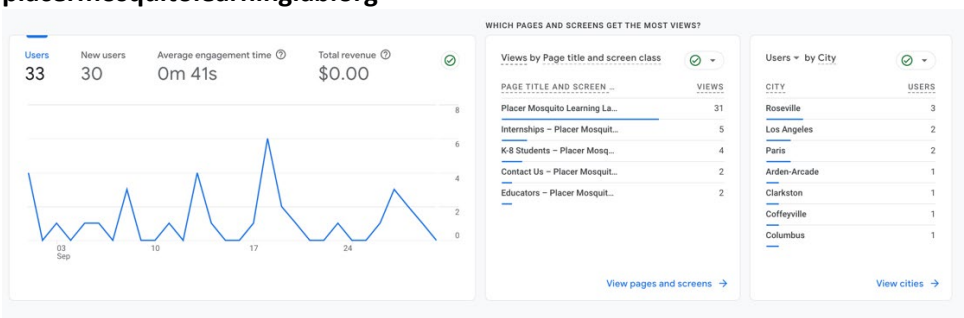 placermosquitolearninglab.org
WHICH PAGES AND SCREENS GET THE MOST VIEWS?
Users
33
New users
30
Average engagement time
0m 41s
Total revenue
$0.00
8
6
4
2
0
03
Sep
10
17
24
Views by Page title and screen class
PAGE TITLE AND SCREEN ... VIEWS
Placer Mosquito Learning La... 31
Internships – Placer Mosquit... 5
K-8 Students – Placer Mosq... 4
Contact Us – Placer Mosquit... 2
Educators – Placer Mosquit... 2
View pages and screens →
Users by City
CITY USERS
Roseville 3
Los Angeles 2
Paris 2
Arden-Arcade 1
Clarkston 1
Coffeyville 1
Columbus 1
View cities →